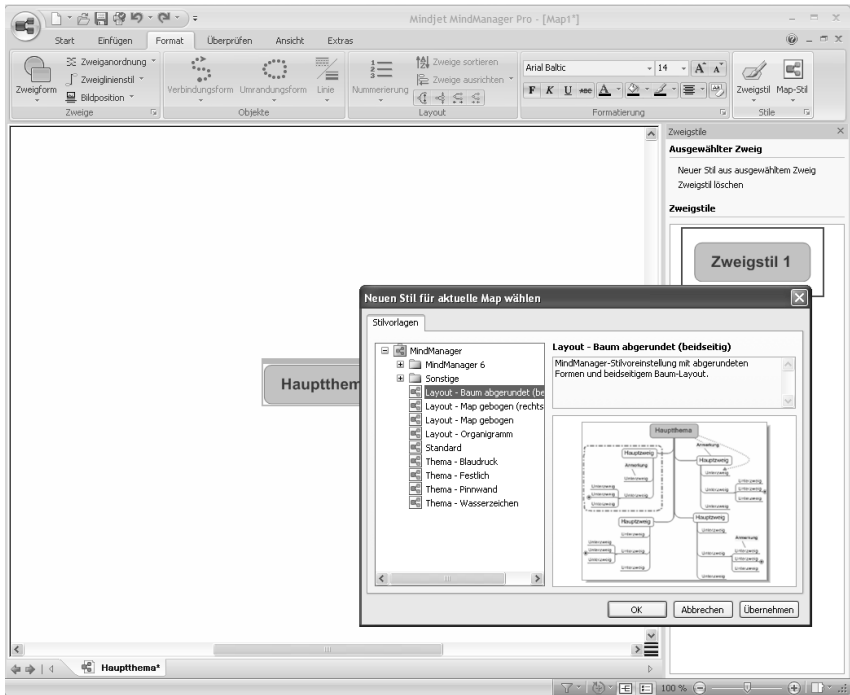 Mindjet MindManager Pro - [Map1*]
Start Einfügen Format Überprüfen Ansicht Extras
Zweigform
Zweiganordnung
Zweiglinienstil
Bildposition
Verbindungsform
Umrandungsform
Linie
Nummerierung
Zweige sortieren
Zweige ausrichten
Arial Baltic
14
F K U
Zweigstil
Map-Stil
Zweige
Objekte
Layout
Formatierung
Stile
Zweigstile
Ausgewählter Zweig
Neuer Stil aus ausgewähltem Zweig
Zweigstil löschen
Zweigstile
Zweigstil 1
Haupttхem
Neuen Stil für aktuelle Map wählen
Stilvorlagen
MindManager
MindManager 6
Sonstige
Layout - Baum abgerundet (be
Layout - Map gebogen (rechts
Layout - Map gebogen
Layout - Organigramm
Standard
Thema - Blaudruck
Thema - Festlich
Thema - Pinnwand
Thema - Wasserzeichen
Layout - Baum abgerundet (beidseitig)
MindManager-Stilvoreinstellung mit abgerundeten
Formen und beidseitigem Baum-Layout.
Hauptthema
Anmerkung
Hauptzweig
Hauptzweig
Anmerkung
Hauptzweig
Hauptzweig
Anmerkung
OK
Abbrechen
Übernehmen
Hauptthema*
100 %